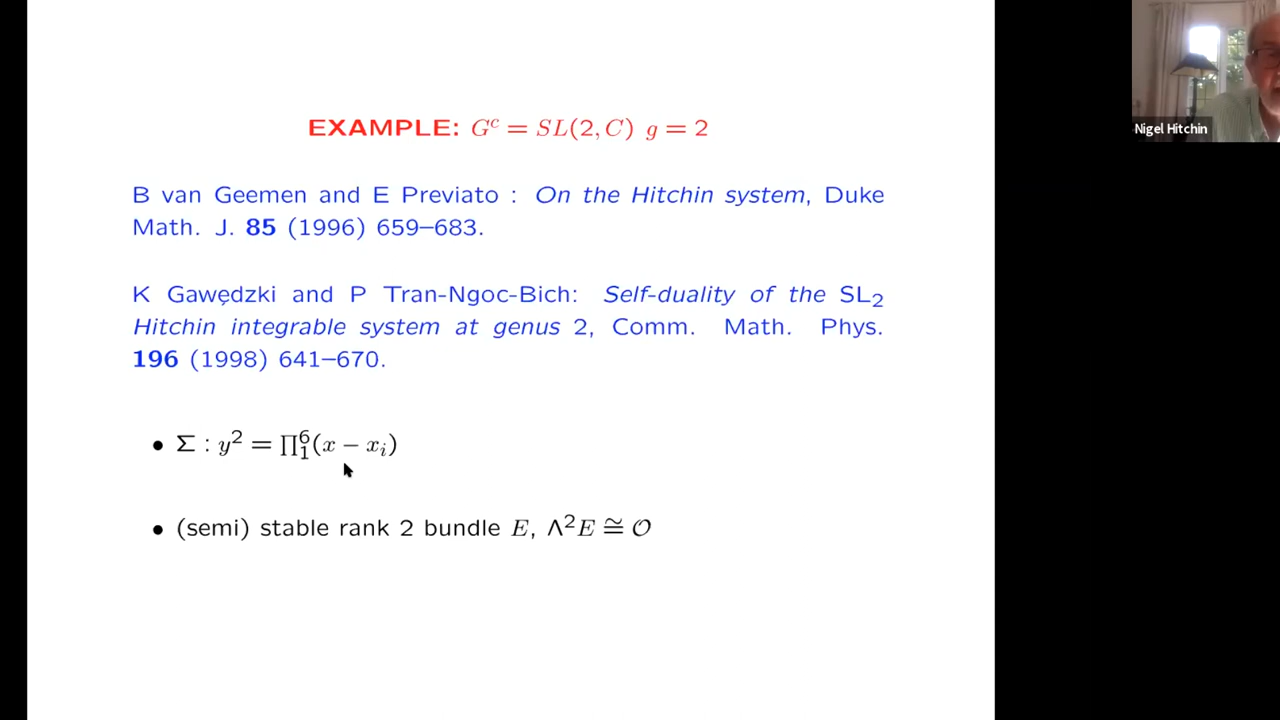 EXAMPLE: Gᶜ = SL(2, C) g = 2
B van Geemen and E Previato : On the Hitchin system, Duke
Math. J. 85 (1996) 659–683.
K Gawȩdzki and P Tran-Ngoc-Bich: Self-duality of the SL₂
Hitchin integrable system at genus 2, Comm. Math. Phys.
196 (1998) 641–670.
• Σ : y² = ∏₁⁶(x − xᵢ)
• (semi) stable rank 2 bundle E, Λ²E ≅ 𝒪
Nigel Hitchin